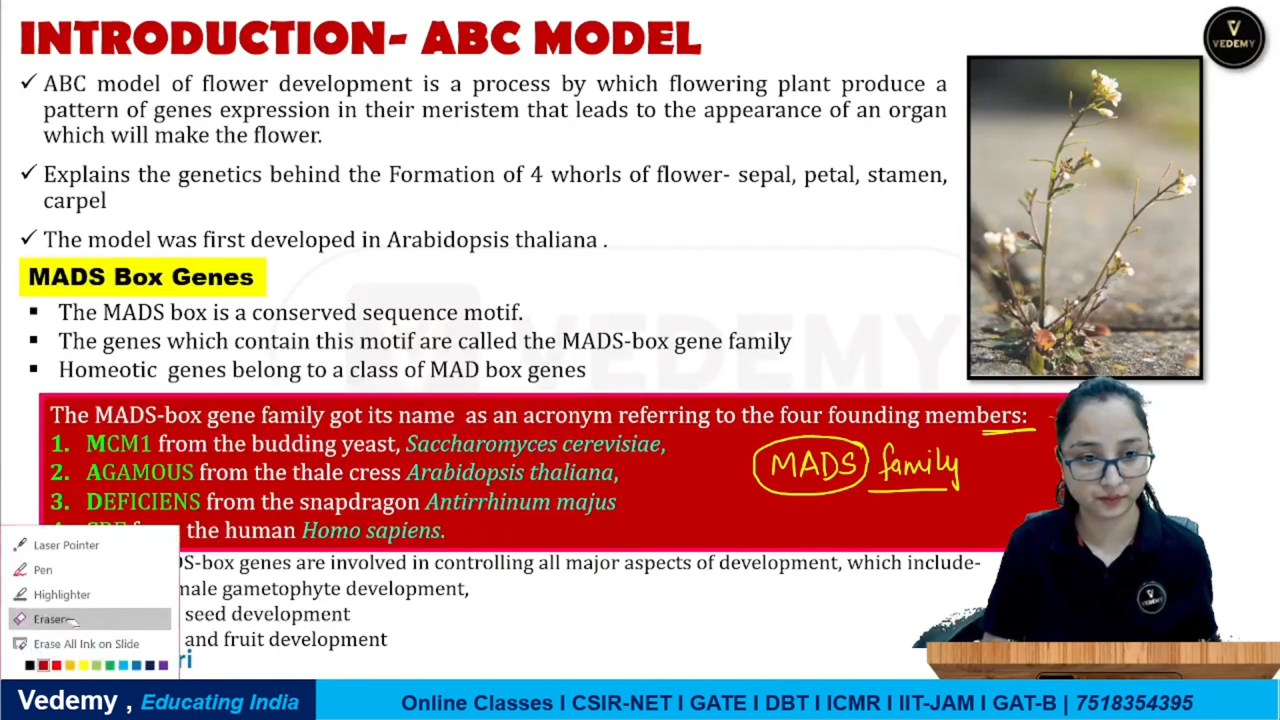 INTRODUCTION- ABC MODEL
VEDEMY
✓ ABC model of flower development is a process by which flowering plant produce a
pattern of genes expression in their meristem that leads to the appearance of an organ
which will make the flower.
✓ Explains the genetics behind the Formation of 4 whorls of flower- sepal, petal, stamen,
carpel
✓ The model was first developed in Arabidopsis thaliana .
MADS Box Genes
▪ The MADS box is a conserved sequence motif.
▪ The genes which contain this motif are called the MADS-box gene family
▪ Homeotic genes belong to a class of MAD box genes
VEDEMY
The MADS-box gene family got its name as an acronym referring to the four founding members:
1. MCM1 from the budding yeast, Saccharomyces cerevisiae,
2. AGAMOUS from the thale cress Arabidopsis thaliana,
3. DEFICIENS from the snapdragon Antirrhinum majus
the human Homo sapiens.
MADS family
DS-box genes are involved in controlling all major aspects of development, which include-
male gametophyte development,
seed development
and fruit development
ri
Laser Pointer
Pen
Highlighter
Eraser
Erase All Ink on Slide
VEDEMY
Vedemy , Educating India
Online Classes I CSIR-NET I GATE I DBT I ICMR I IIT-JAM I GAT-B | 7518354395